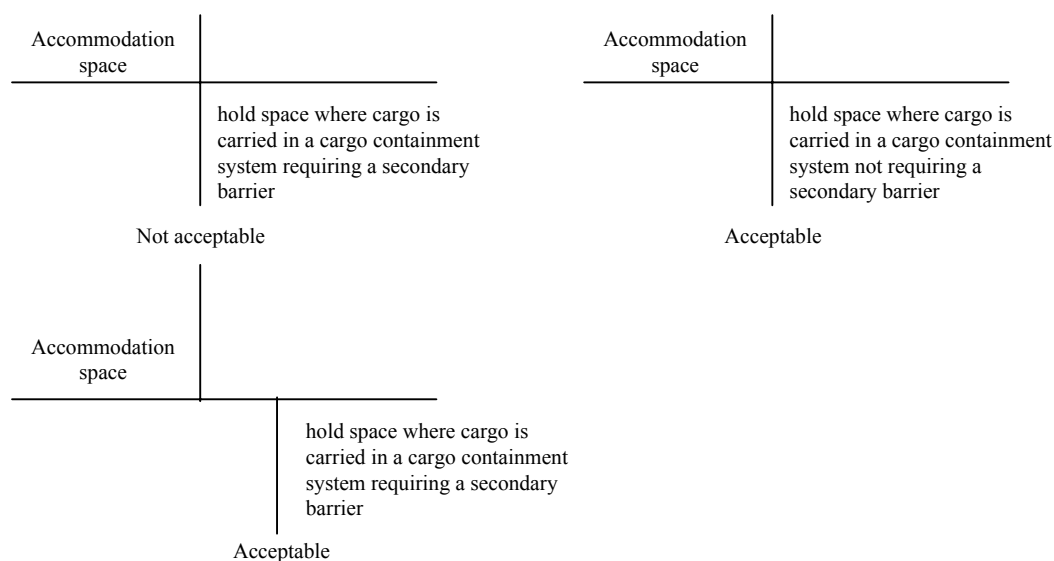 Accommodation
space
hold space where cargo is
carried in a cargo containment
system requiring a secondary
barrier
Not acceptable
Accommodation
space
hold space where cargo is
carried in a cargo containment
system not requiring a
secondary barrier
Acceptable
Accommodation
space
hold space where cargo is
carried in a cargo containment
system requiring a secondary
barrier
Acceptable